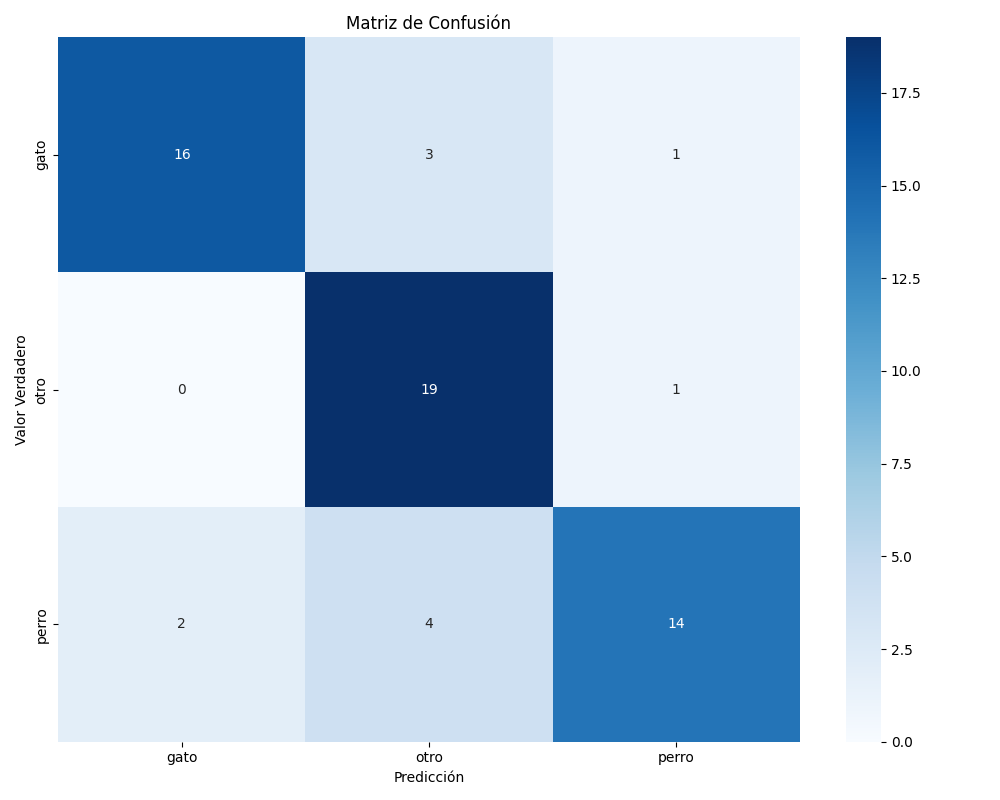 Matriz de Confusión
Valor Verdadero
gato
16
3
1
otro
0
19
1
perro
2
4
14
gato
otro
perro
Predicción
17.5
15.0
12.5
10.0
7.5
5.0
2.5
0.0